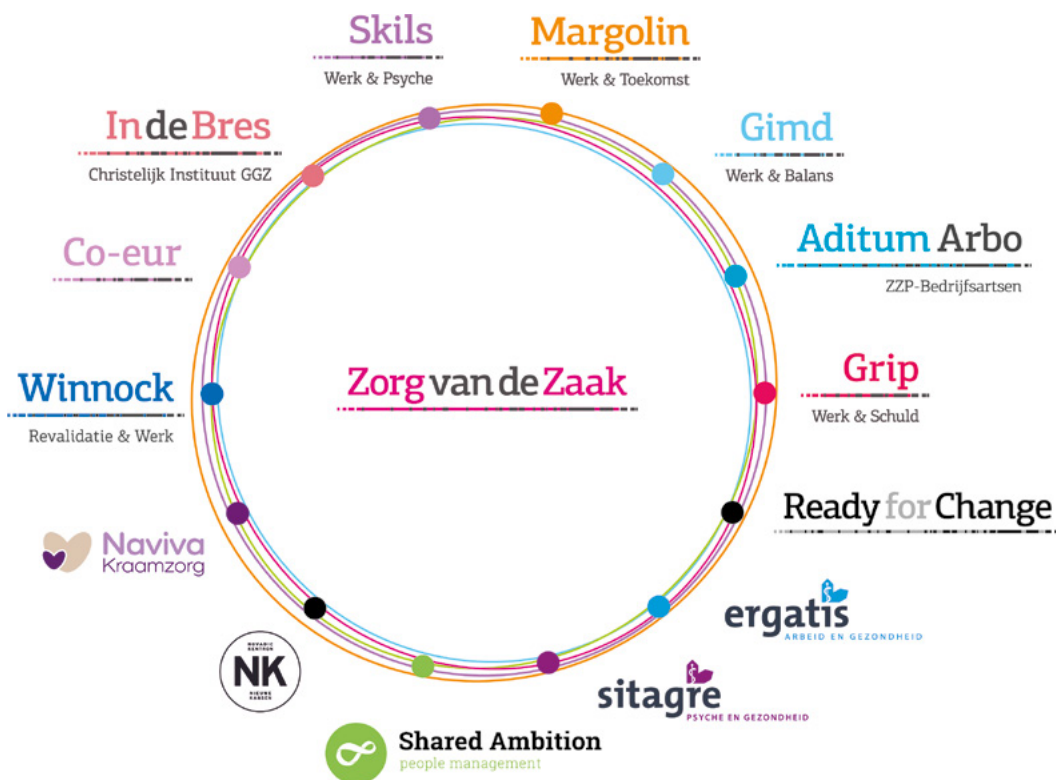 Skils
Werk & Psyche
Margolin
Werk & Toekomst
In de Bres
Christelijk Instituut GGZ
Gimd
Werk & Balans
Co-eur
Aditum Arbo
ZZP-Bedrijfsartsen
Winnock
Revalidatie & Werk
Zorg van de Zaak
Grip
Werk & Schuld
Ready for Change
Naviva
Kraamzorg
ergatis
ARBEID EN GEZONDHEID
NK
sitagre
PSYCHE EN GEZONDHEID
Shared Ambition
people management